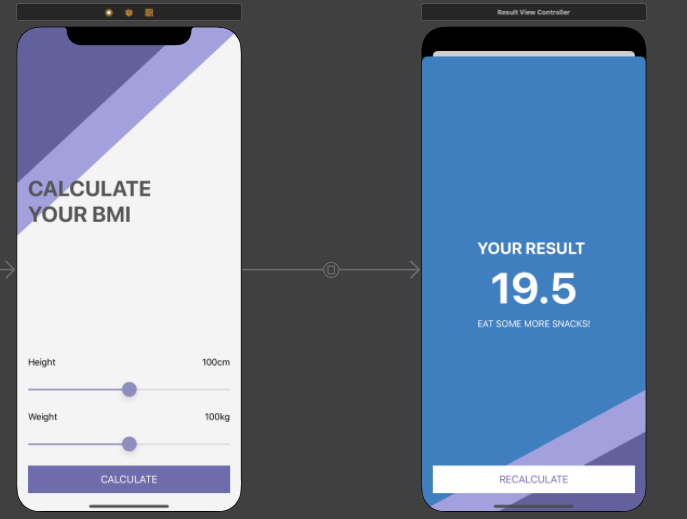 Result View Controller
CALCULATE
YOUR BMI
Height 100cm
Weight 100kg
CALCULATE
YOUR RESULT
19.5
EAT SOME MORE SNACKS!
RECALCULATE